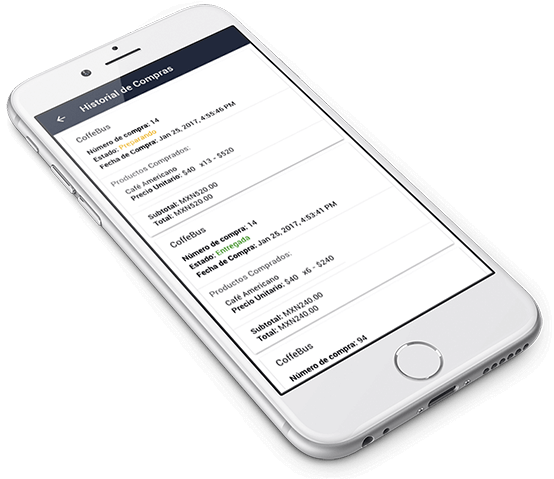 Historial de Compras
CoffeBus
Número de compra: 14
Estado: Preparando
Fecha de Compra: Jan 25, 2017, 4:55:46 PM
Productos Comprados:
Café Americano
Precio Unitario: $40 x13 - $520
Subtotal: MXN520.00
Total: MXN520.00
CoffeBus
Número de compra: 14
Estado: Entregada
Fecha de Compra: Jan 25, 2017, 4:53:41 PM
Productos Comprados:
Café Americano
Precio Unitario: $40 x6 - $240
Subtotal: MXN240.00
Total: MXN240.00
CoffeBus
Número de compra: 94